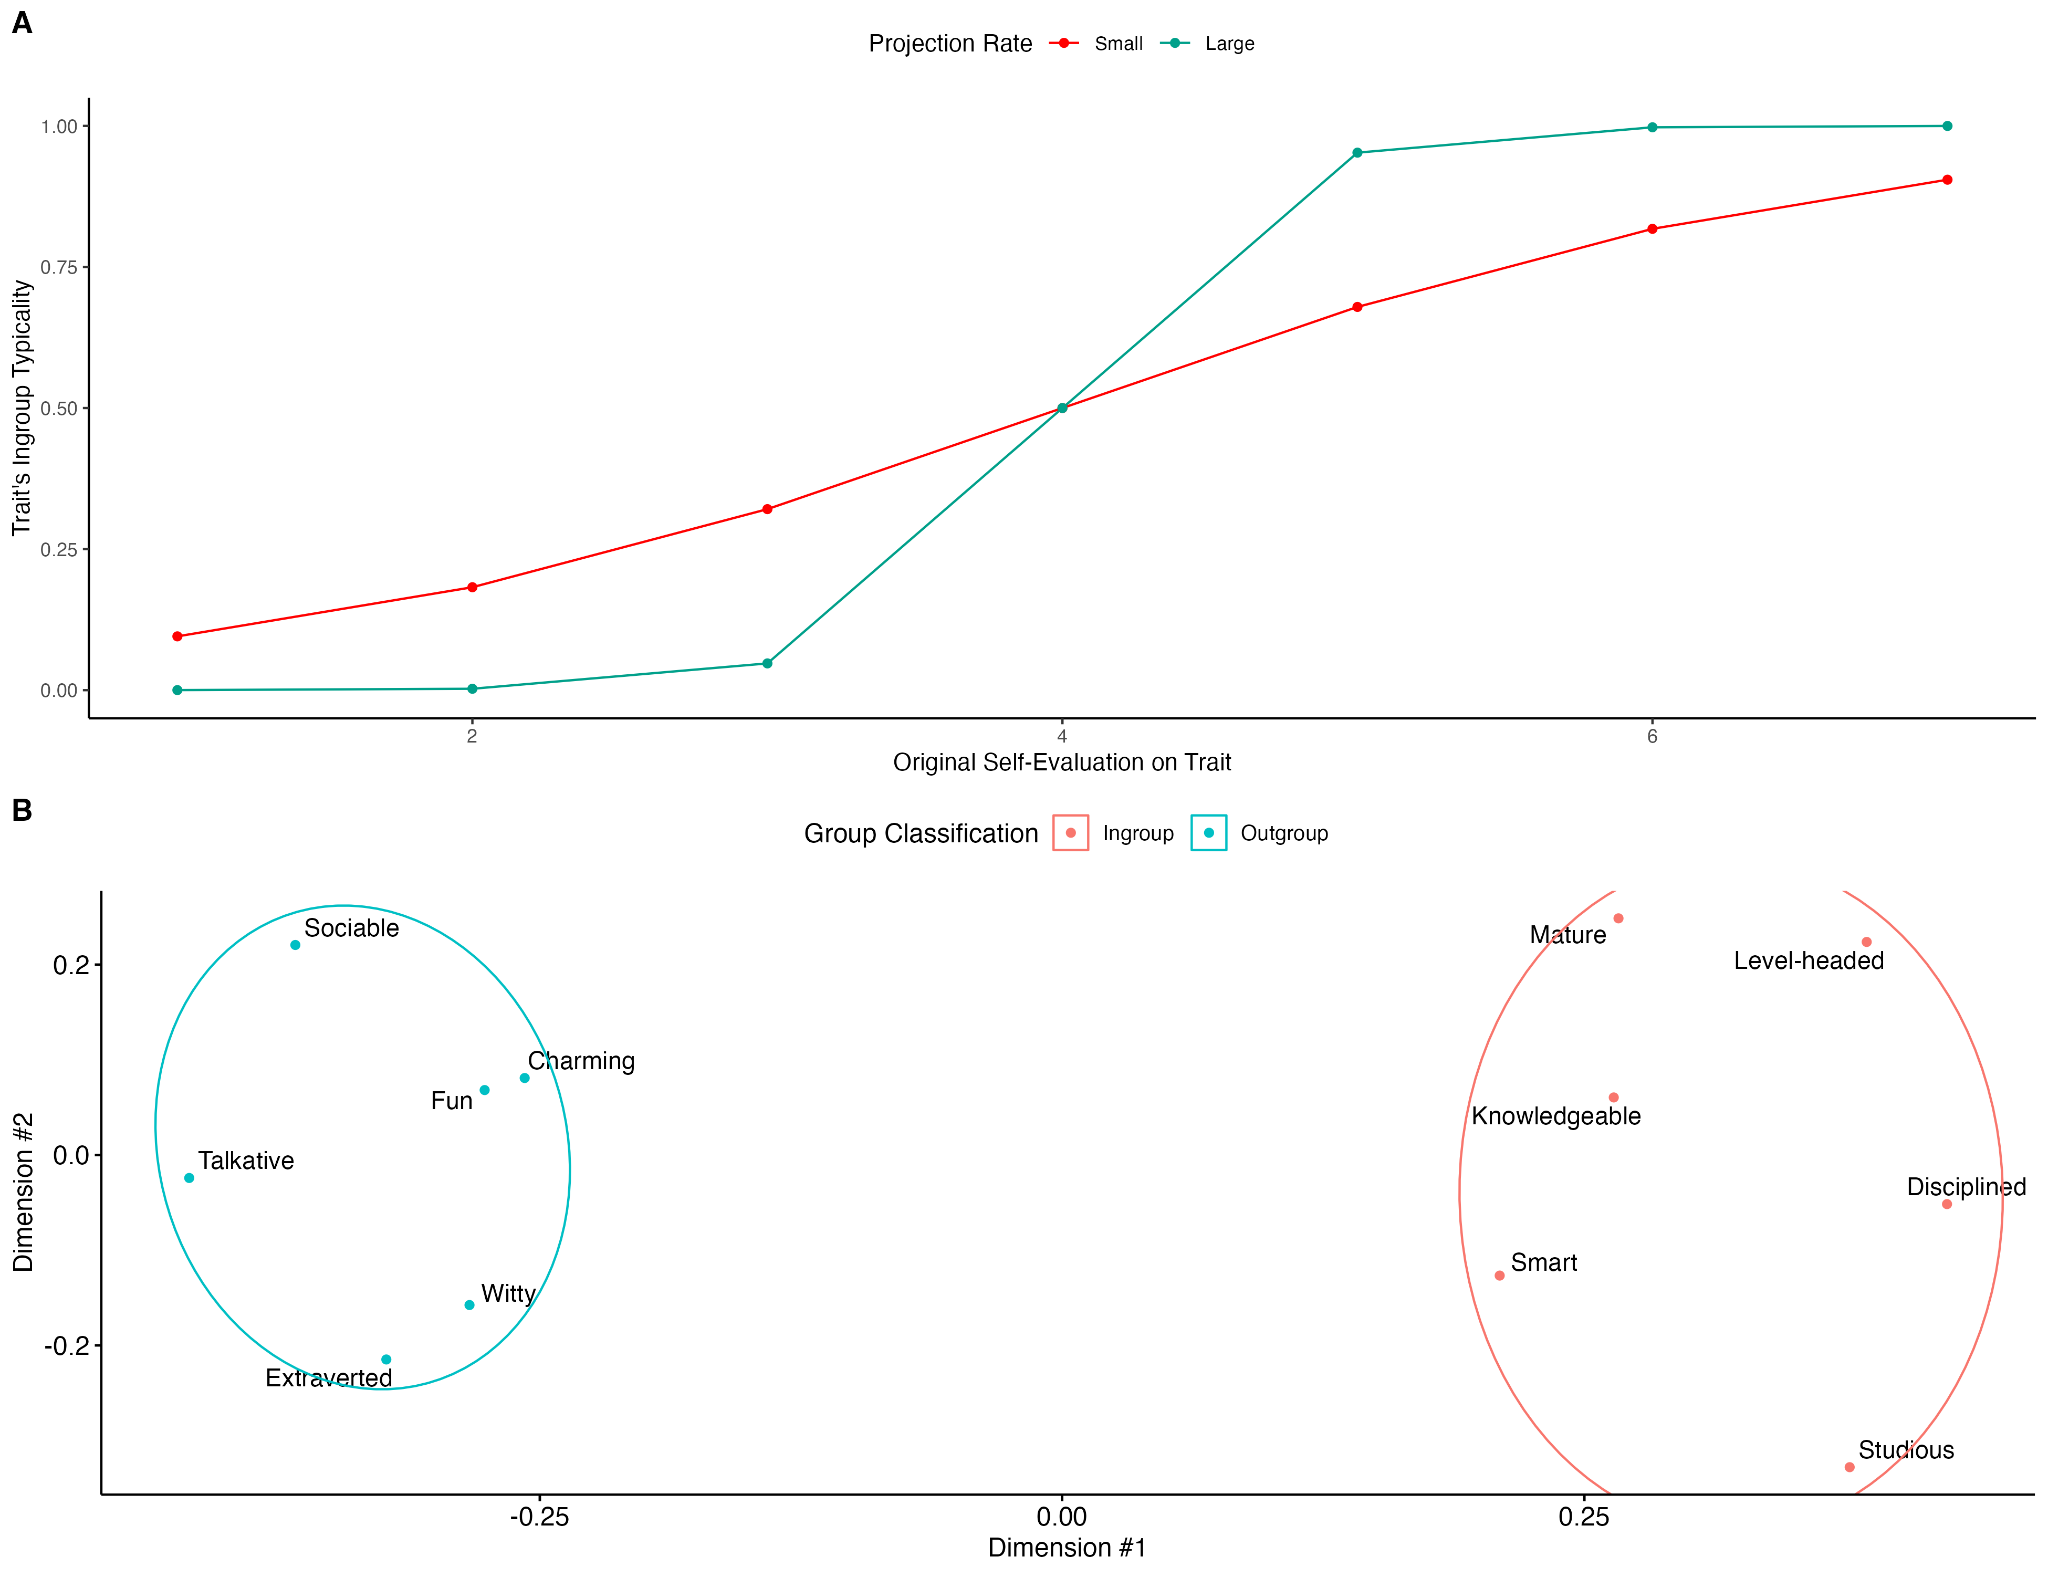 A
Projection Rate Small Large
Trait's Ingroup Typicality
1.00
0.75
0.50
0.25
0.00
2 4 6
Original Self-Evaluation on Trait
B
Group Classification Ingroup Outgroup
Dimension #2
0.2
0.0
-0.2
Sociable
Mature
Level-headed
Charming
Fun
Knowledgeable
Talkative
Disciplined
Smart
Witty
Extraverted
Studious
-0.25 0.00 0.25
Dimension #1